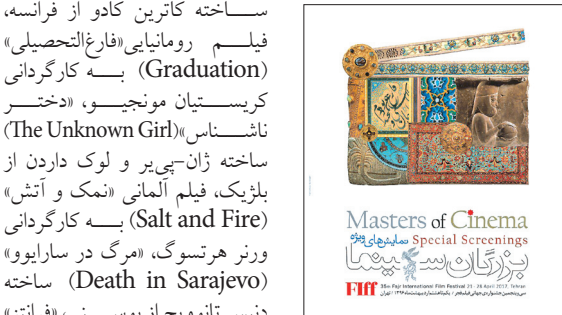 ساخته کاترین کادو از فرانسه،
فیلم رومانیایی«فارغ‌التحصیلی»
(Graduation) به کارگردانی
کریستیان مونجیو، «دختر
ناشناس»(The Unknown Girl)
ساخته ژان-پی‌یر و لوک داردن از
بلژیک، فیلم آلمانی «نمک و آتش»
(Salt and Fire) به کارگردانی
ورنر هرتسوگ، «مرگ در سارایوو»
(Death in Sarajevo) ساخته
Masters of Cinema
نمایش‌های ویژه Special Screenings
بزرگان سینما
FIff 35th Fajr International Film Festival 21 - 28 April 2017, Tehran